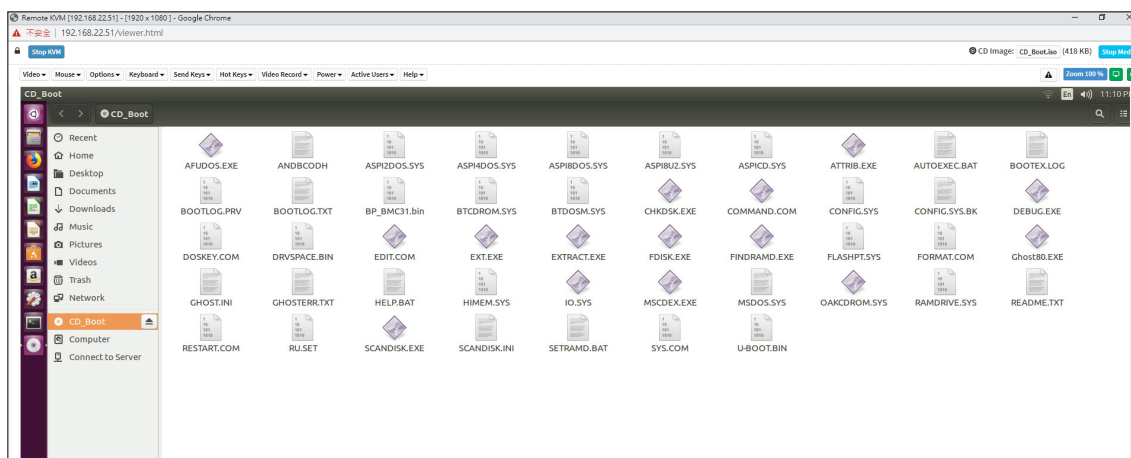 Remote KVM [192.168.22.51] - [1920 x 1080 ] - Google Chrome
不安全 | 192.168.22.51/viewer.html
Stop KVM CD Image: CD_Boot.iso (418 KB) Stop Med
Video Mouse Options Keyboard Send Keys Hot Keys Video Record Power Active Users Help Zoom 100 %
CD_Boot En 11:10 P
CD_Boot
Recent
Home
Desktop
Documents
Downloads
Music
Pictures
Videos
Trash
Network
CD_Boot
Computer
Connect to Server
AFUDOS.EXE ANDBCODH ASPI2DOS.SYS ASPI4DOS.SYS ASPI8DOS.SYS ASPI8U2.SYS ASPICD.SYS ATTRIB.EXE AUTOEXEC.BAT BOOTEX.LOG
BOOTLOG.PRV BOOTLOG.TXT BP_BMC31.bin BTCDROM.SYS BTDOSM.SYS CHKDSK.EXE COMMAND.COM CONFIG.SYS CONFIG.SYS.BK DEBUG.EXE
DOSKEY.COM DRVSPACE.BIN EDIT.COM EXT.EXE EXTRACT.EXE FDISK.EXE FINDRAMD.EXE FLASHPT.SYS FORMAT.COM Ghost80.EXE
GHOST.INI GHOSTERR.TXT HELP.BAT HIMEM.SYS IO.SYS MSCDEX.EXE MSDOS.SYS OAKCDROM.SYS RAMDRIVE.SYS README.TXT
RESTART.COM RU.SET SCANDISK.EXE SCANDISK.INI SETRAMD.BAT SYS.COM U-BOOT.BIN